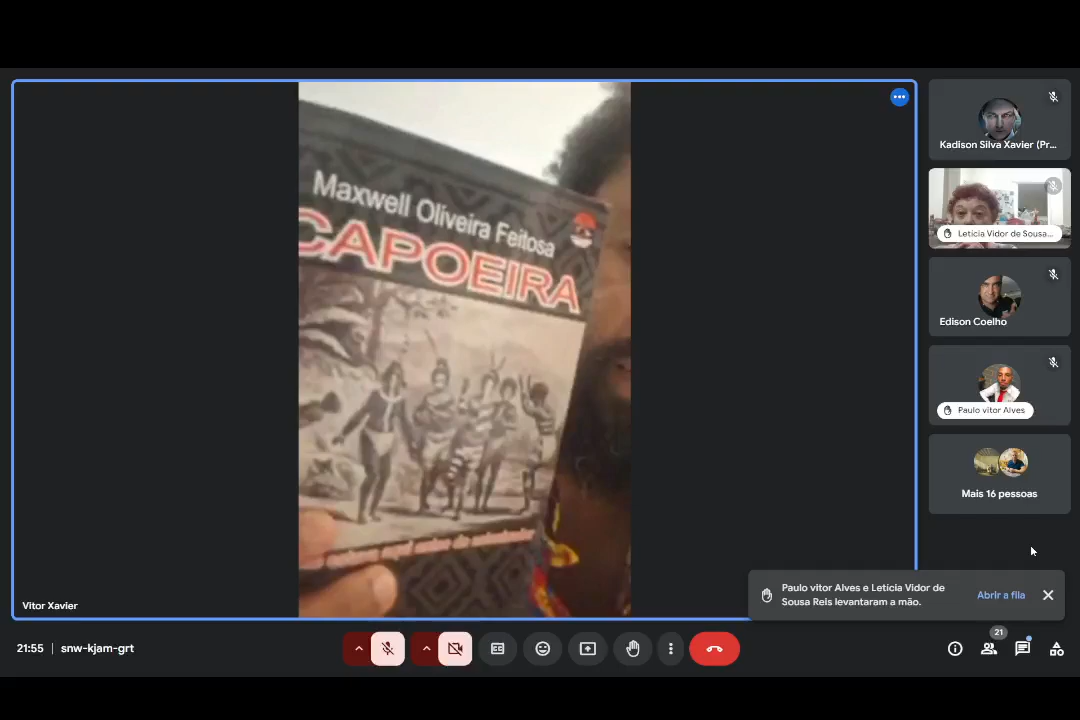 Maxwell Oliveira Feitosa
CAPOEIRA
Vitor Xavier
Kadison Silva Xavier (Pr...
Letícia Vidor de Sousa...
Edison Coelho
Paulo vitor Alves
Mais 16 pessoas
Paulo vitor Alves e Letícia Vidor de
Sousa Reis levantaram a mão.
Abrir a fila
21:55
snw-kjam-grt
21